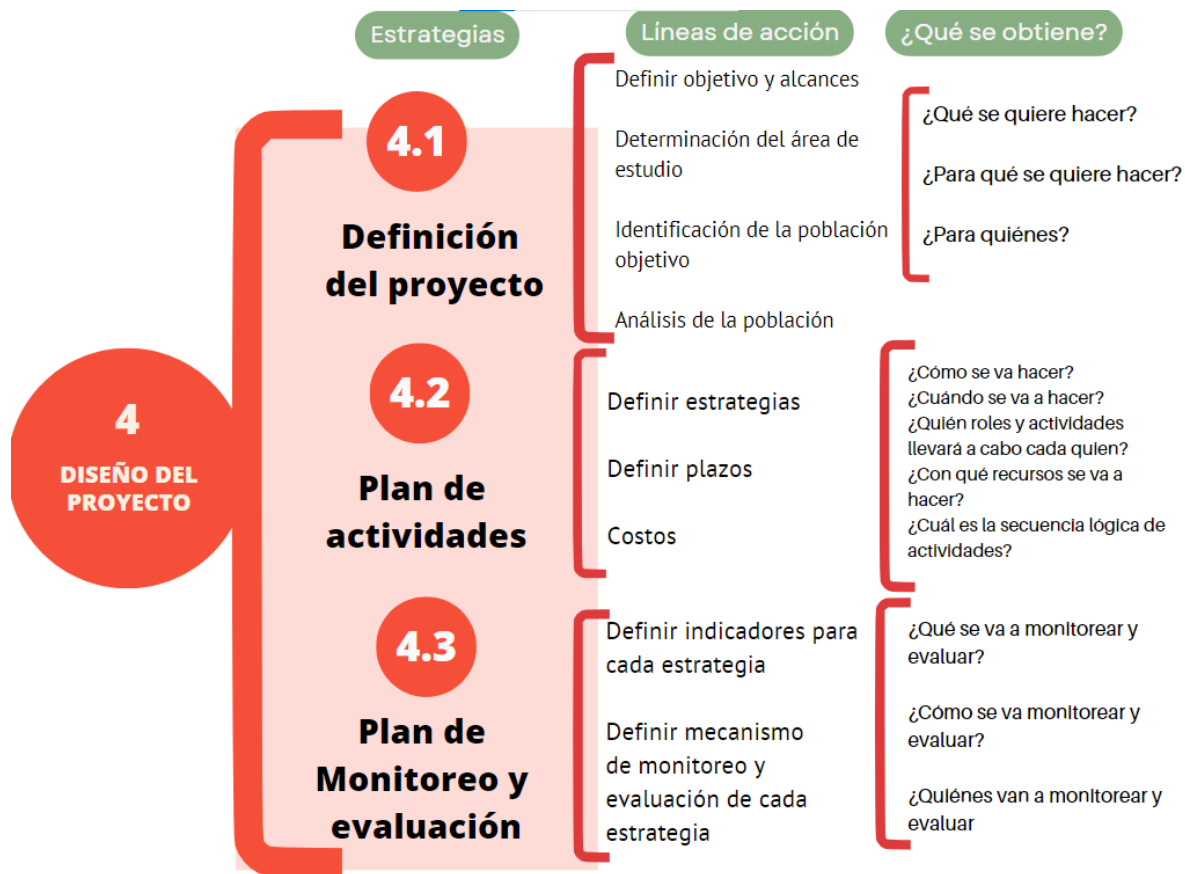 Estrategias
Líneas de acción
¿Qué se obtiene?
4
DISEÑO DEL
PROYECTO
4.1
Definición
del proyecto
Definir objetivo y alcances
Determinación del área de
estudio
Identificación de la población
objetivo
Análisis de la población
¿Qué se quiere hacer?
¿Para qué se quiere hacer?
¿Para quiénes?
4.2
Plan de
actividades
Definir estrategias
Definir plazos
Costos
¿Cómo se va hacer?
¿Cuándo se va a hacer?
¿Quién roles y actividades
llevará a cabo cada quien?
¿Con qué recursos se va a
hacer?
¿Cuál es la secuencia lógica de
actividades?
4.3
Plan de
Monitoreo y
evaluación
Definir indicadores para
cada estrategia
Definir mecanismo
de monitoreo y
evaluación de cada
estrategia
¿Qué se va a monitorear y
evaluar?
¿Cómo se va monitorear y
evaluar?
¿Quiénes van a monitorear y
evaluar